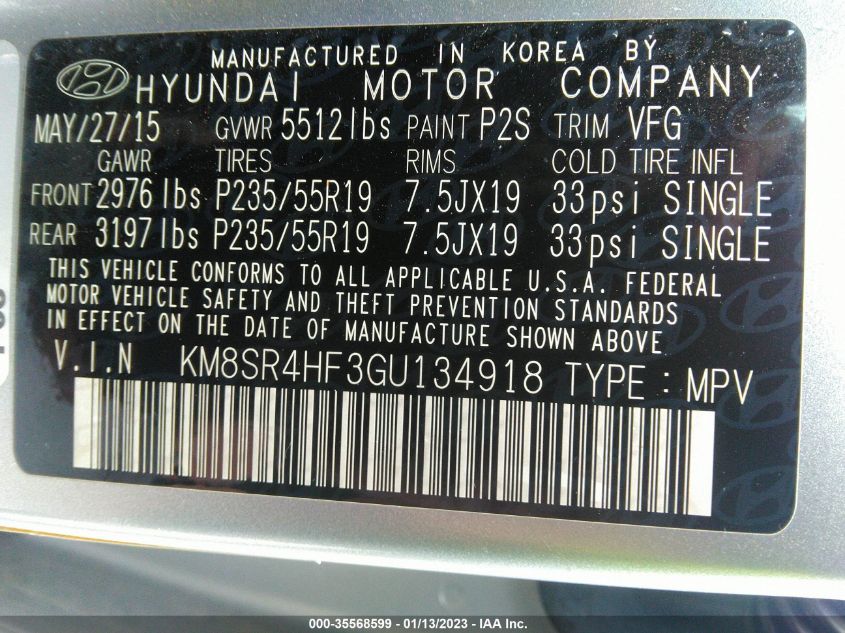 MANUFACTURED IN KOREA BY
HYUNDAI MOTOR COMPANY
MAY/27/15 GVWR 5512lbs PAINT P2S TRIM VFG
GAWR TIRES RIMS COLD TIRE INFL
FRONT 2976lbs P235/55R19 7.5JX19 33psi SINGLE
REAR 3197lbs P235/55R19 7.5JX19 33psi SINGLE
THIS VEHICLE CONFORMS TO ALL APPLICABLE U.S.A. FEDERAL
MOTOR VEHICLE SAFETY AND THEFT PREVENTION STANDARDS
IN EFFECT ON THE DATE OF MANUFACTURE SHOWN ABOVE
V.I.N KM8SR4HF3GU134918 TYPE : MPV
000-35568599 — 01/13/2023 — IAA Inc.